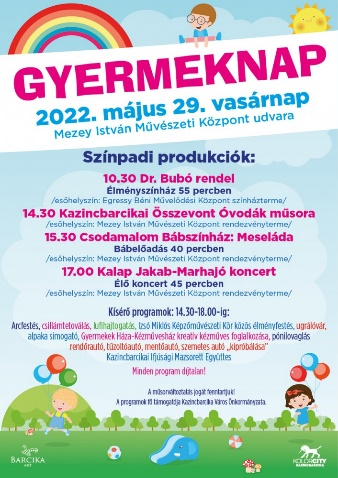 GYERMEKNAP
2022. május 29. vasárnap
Mezey István Művészeti Központ udvara
Színpadi produkciók:
10.30 Dr. Bubó rendel
Élményszínház 55 percben
/esőhelyszín: Egressy Béni Művelődési Központ színházterme/
14.30 Kazincbarcikai Összevont Óvodák műsora
/esőhelyszín: Mezey István Művészeti Központ rendezvényterme/
15.30 Csodamalom Bábszínház: Meseláda
Bábelőadás 40 percben
/esőhelyszín: Mezey István Művészeti Központ rendezvényterme/
17.00 Kalap Jakab-Marhajó koncert
Élő koncert 45 percben
/esőhelyszín: Mezey István Művészeti Központ rendezvényterme/
Kísérő programok: 14.30-18.00-ig:
Arcfestés, csillámtetoválás, lufihajtogatás, Izsó Miklós Képzőművészeti Kör közös élményfestés, ugrálóvár,
alpaka simogató, Gyermekek Háza-Kézművesház kreatív kézműves foglalkozása, pónilovaglás
rendőrautó, tűzoltóautó, mentőautó, szemetes autó „kipróbálása"
Kazincbarcikai Ifjúsági Mazsorett Együttes
Minden program díjtalan!
A műsorváltoztatás jogát fenntartjuk!
A programok fő támogatója Kazincbarcika Város Önkormányzata.
BARCIKA
ART
KOLORCITY
KAZINCBARCIKA